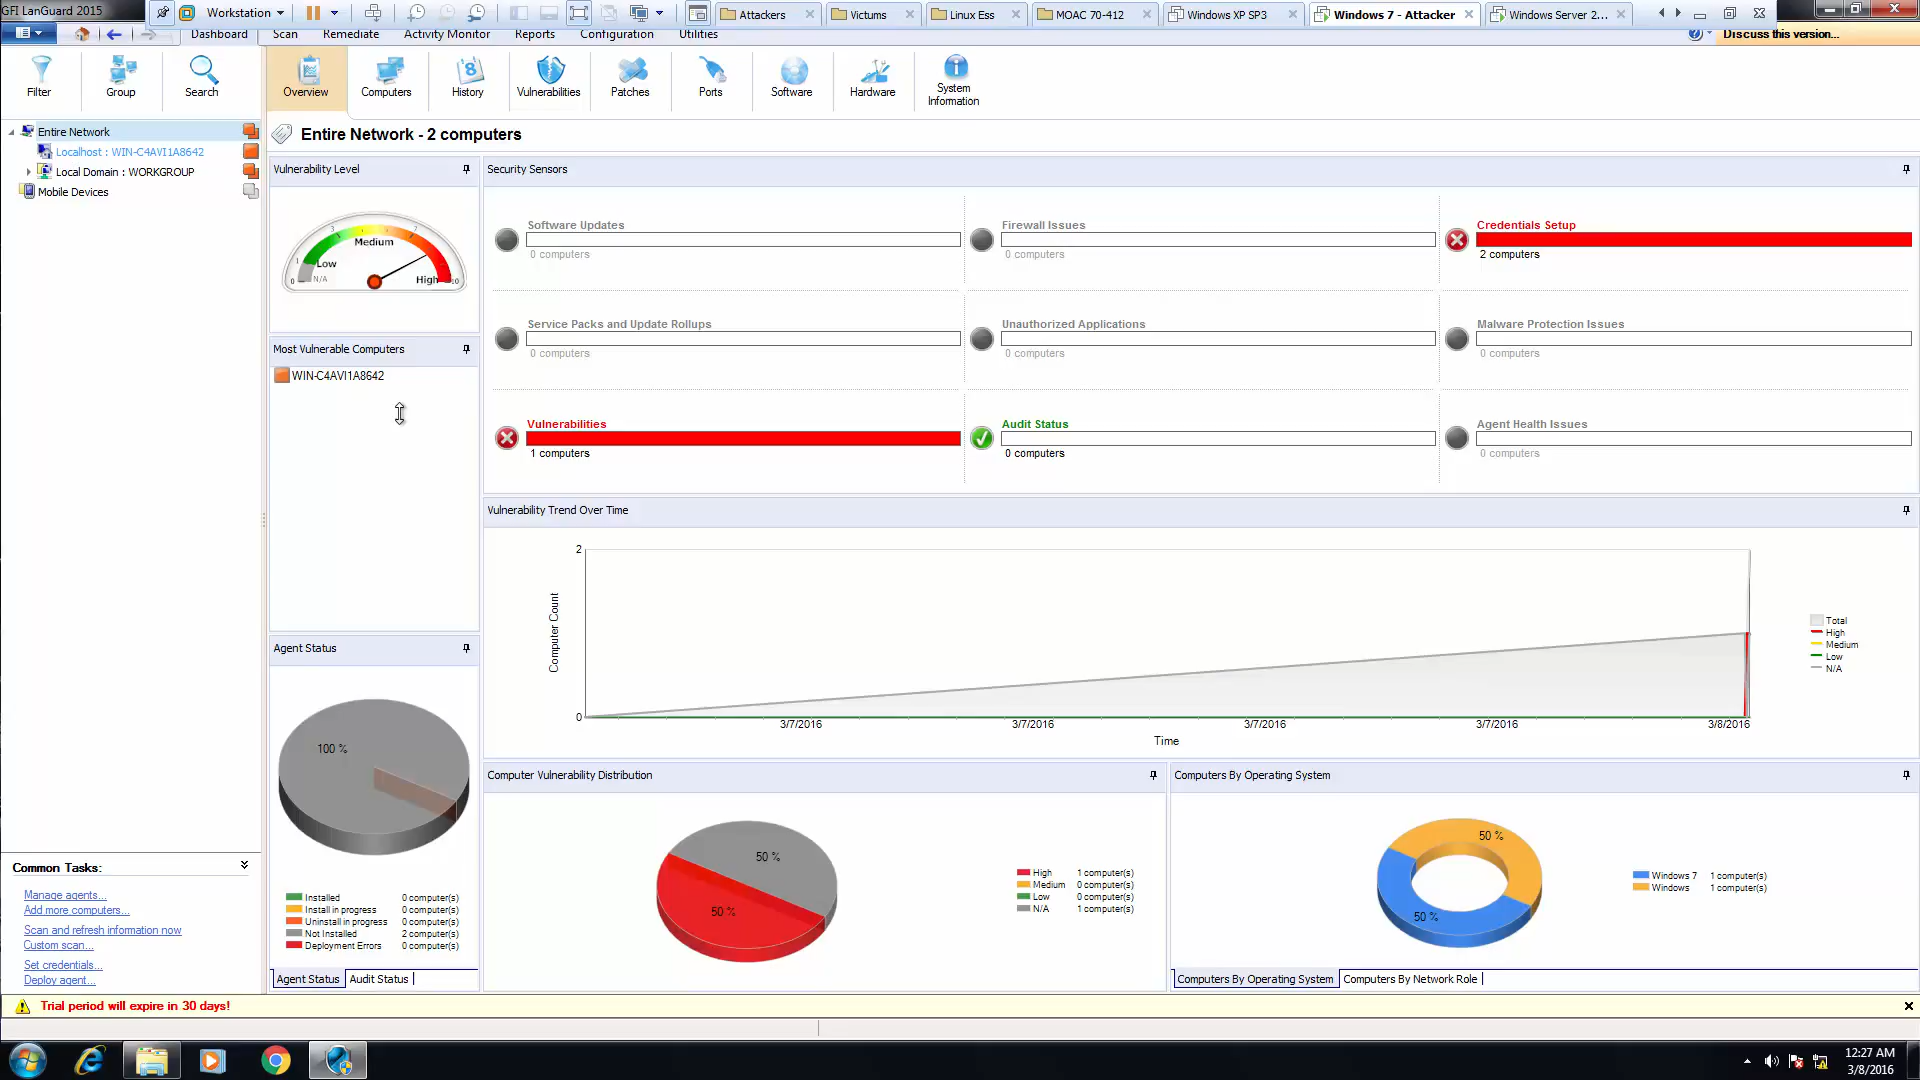 GFI LanGuard 2015
Workstation
Attackers
Victums
Linux Ess
MOAC 70-412
Windows XP SP3
Windows 7 - Attacker
Windows Server 2...
Dashboard
Scan
Remediate
Activity Monitor
Reports
Configuration
Utilities
Discuss this version...
Filter
Group
Search
Overview
Computers
History
Vulnerabilities
Patches
Ports
Software
Hardware
System
Information
Entire Network
Localhost : WIN-C4AVI1A8642
Local Domain : WORKGROUP
Mobile Devices
Entire Network - 2 computers
Vulnerability Level
Medium
Low
N/A
High
0
1
3
7
10
Most Vulnerable Computers
WIN-C4AVI1A8642
Security Sensors
Software Updates
0 computers
Firewall Issues
0 computers
Credentials Setup
2 computers
Service Packs and Update Rollups
0 computers
Unauthorized Applications
0 computers
Malware Protection Issues
0 computers
Vulnerabilities
1 computers
Audit Status
0 computers
Agent Health Issues
0 computers
Vulnerability Trend Over Time
2
Computer Count
0
3/7/2016
3/7/2016
3/7/2016
3/7/2016
3/8/2016
Time
Total
High
Medium
Low
N/A
Agent Status
100 %
Installed 0 computer(s)
Install in progress 0 computer(s)
Uninstall in progress 0 computer(s)
Not Installed 2 computer(s)
Deployment Errors 0 computer(s)
Agent Status
Audit Status
Computer Vulnerability Distribution
50 %
50 %
High 1 computer(s)
Medium 0 computer(s)
Low 0 computer(s)
N/A 1 computer(s)
Computers By Operating System
50 %
50 %
Windows 7 1 computer(s)
Windows 1 computer(s)
Computers By Operating System
Computers By Network Role
Common Tasks:
Manage agents...
Add more computers...
Scan and refresh information now
Custom scan...
Set credentials...
Deploy agent...
Trial period will expire in 30 days!
12:27 AM
3/8/2016